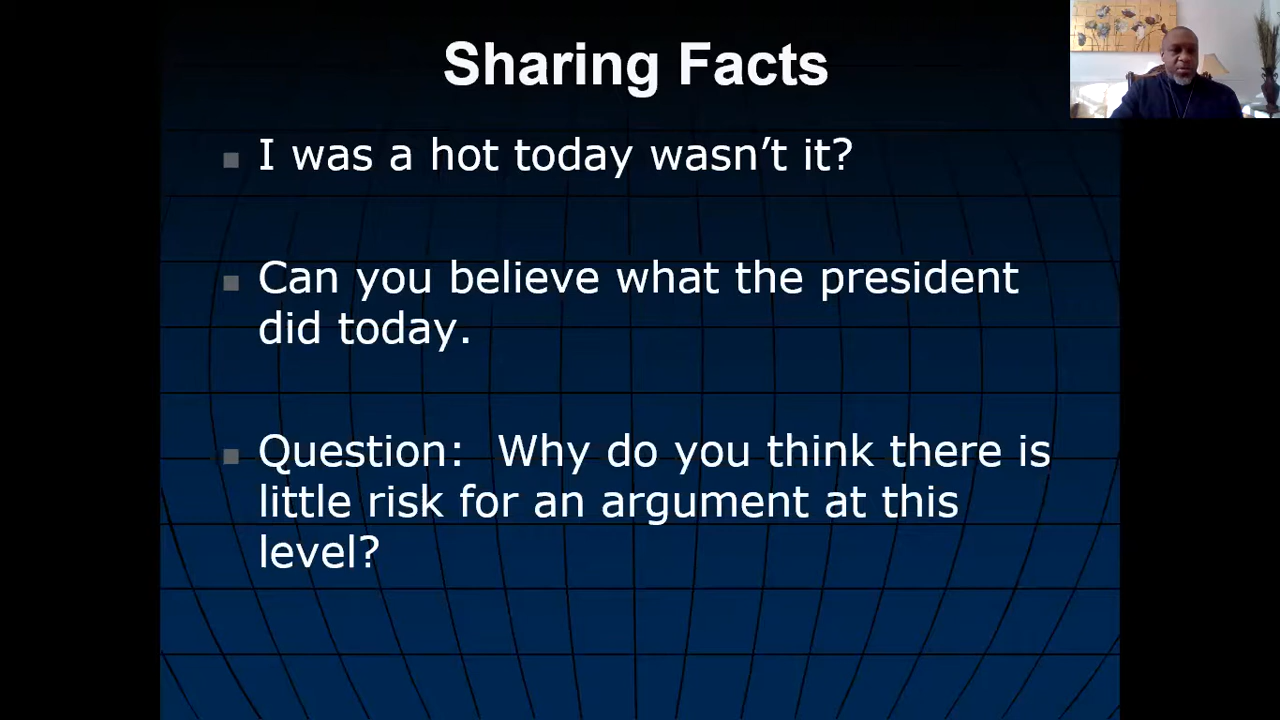 Sharing Facts
I was a hot today wasn’t it?
Can you believe what the president
did today.
Question:  Why do you think there is
little risk for an argument at this
level?